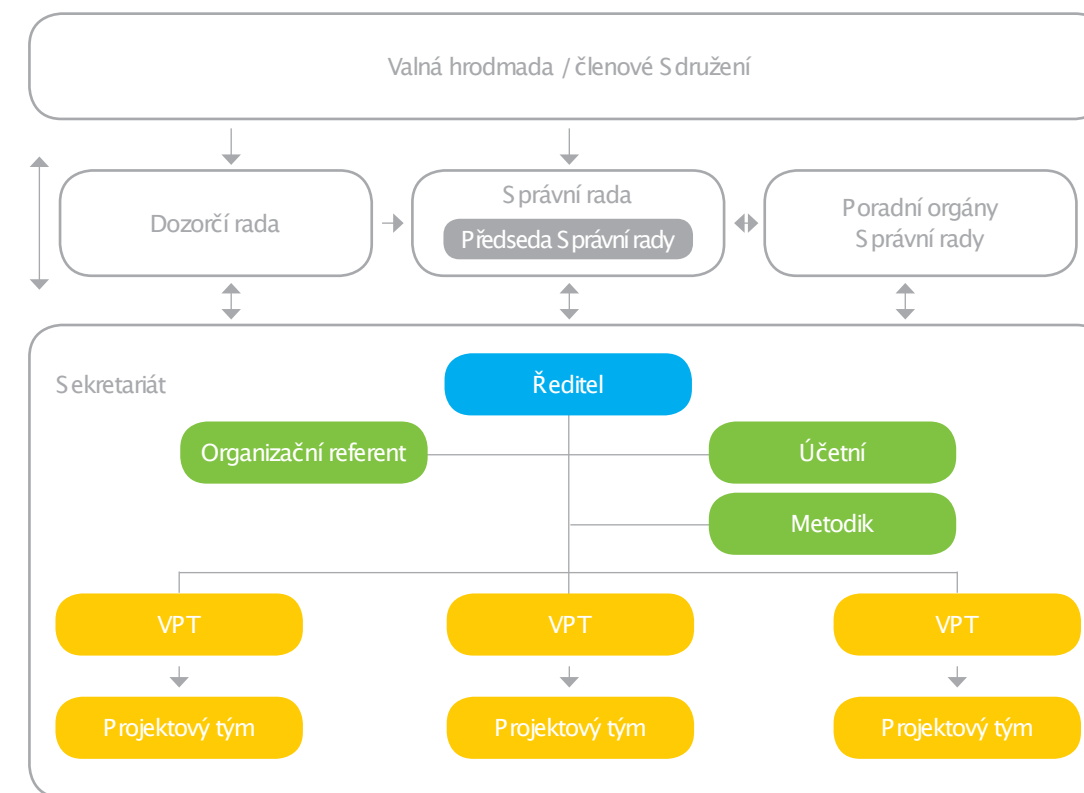 Valná hrodmada / členové Sdružení
Dozorčí rada
Správní rada
Předseda Správní rady
Poradní orgány
Správní rady
Sekretariát
Ředitel
Organizační referent
Účetní
Metodik
VPT
VPT
VPT
Projektový tým
Projektový tým
Projektový tým